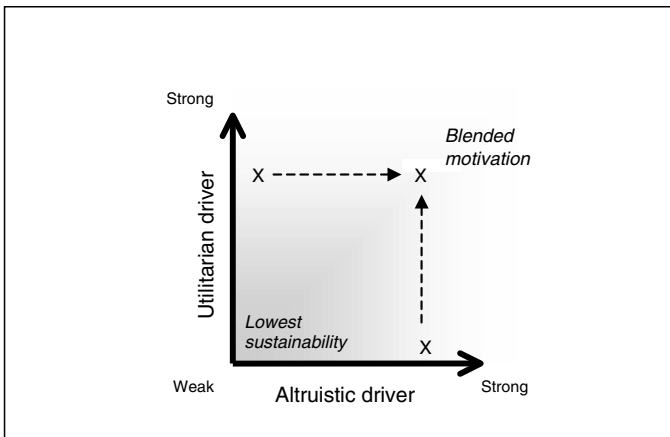 Strong
Blended
motivation
X
X
Utilitarian driver
Lowest
sustainability
X
Weak
Altruistic driver
Strong